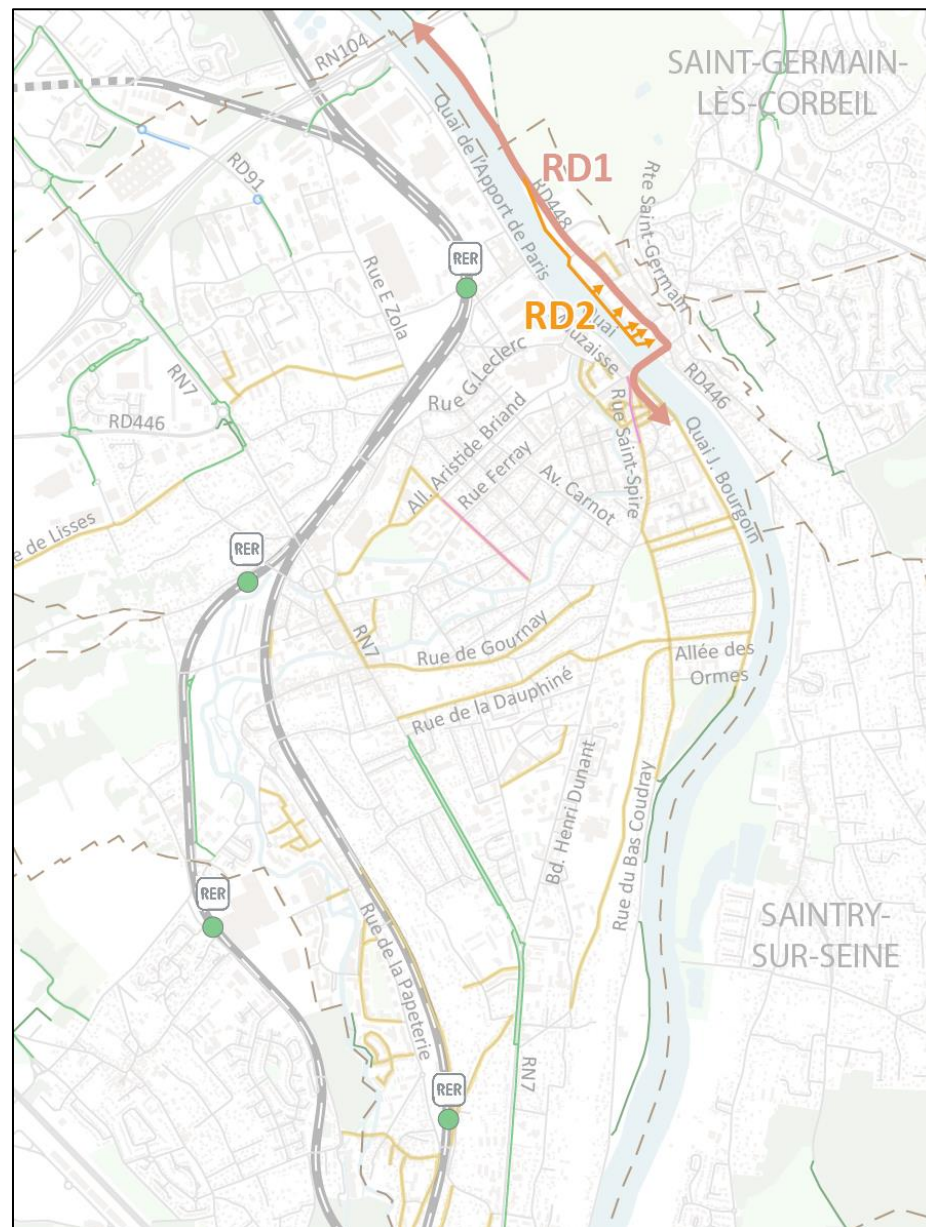 RN104
SAINT-GERMAIN-
LÈS-CORBEIL
Quai de l'Apport de Paris
RD1
RD448
Rte Saint-Germain
RD91
RER
Rue E Zola
RD2
Quai
Mauzaisse
RN7
Rue G.Leclerc
RD446
RD446
All. Aristide Briand
Rue Ferray
Rue Saint-Spire
Quai J. Bourgoin
Av. Carnot
e de Lisses
RER
RN7
Rue de Gournay
Allée des
Ormes
Rue de la Dauphiné
Bd. Henri Dunant
Rue du Bas Coudray
RER
SAINTRY-
SUR-SEINE
Rue de la Papeterie
RN7
RER